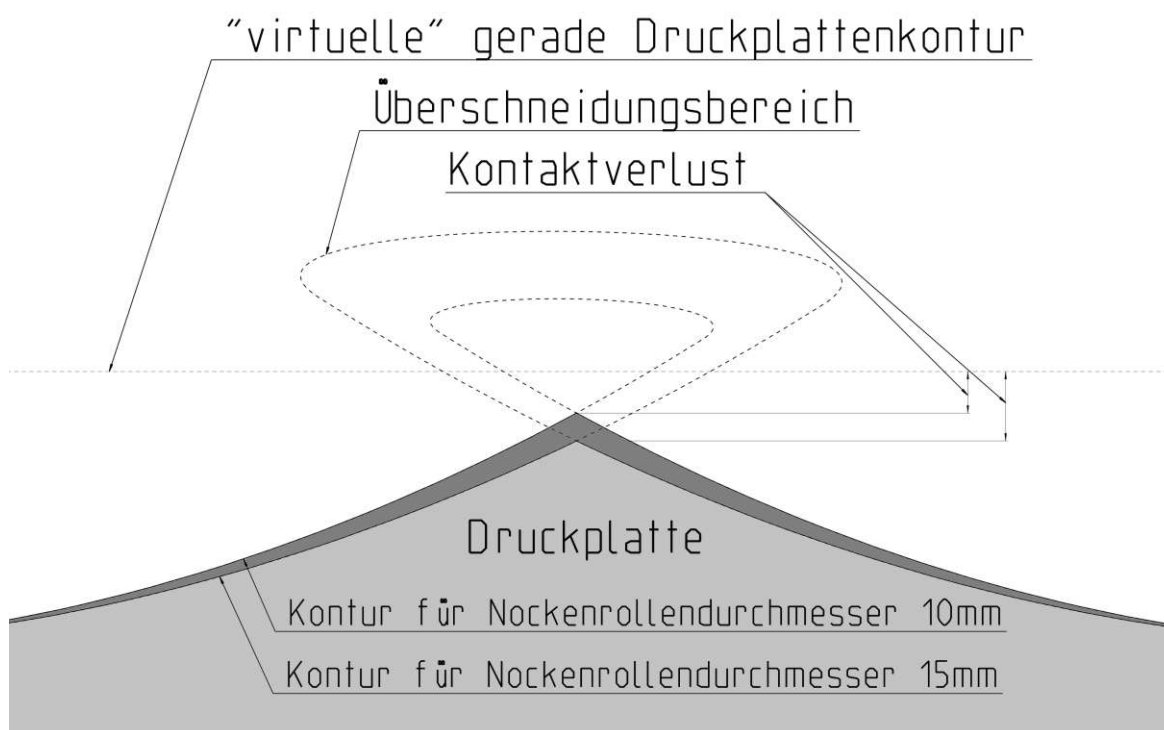 "virtuelle" gerade Druckplattenkontur
Überschneidungsbereich
Kontaktverlust
Druckplatte
Kontur für Nockenrollendurchmesser 10mm
Kontur für Nockenrollendurchmesser 15mm